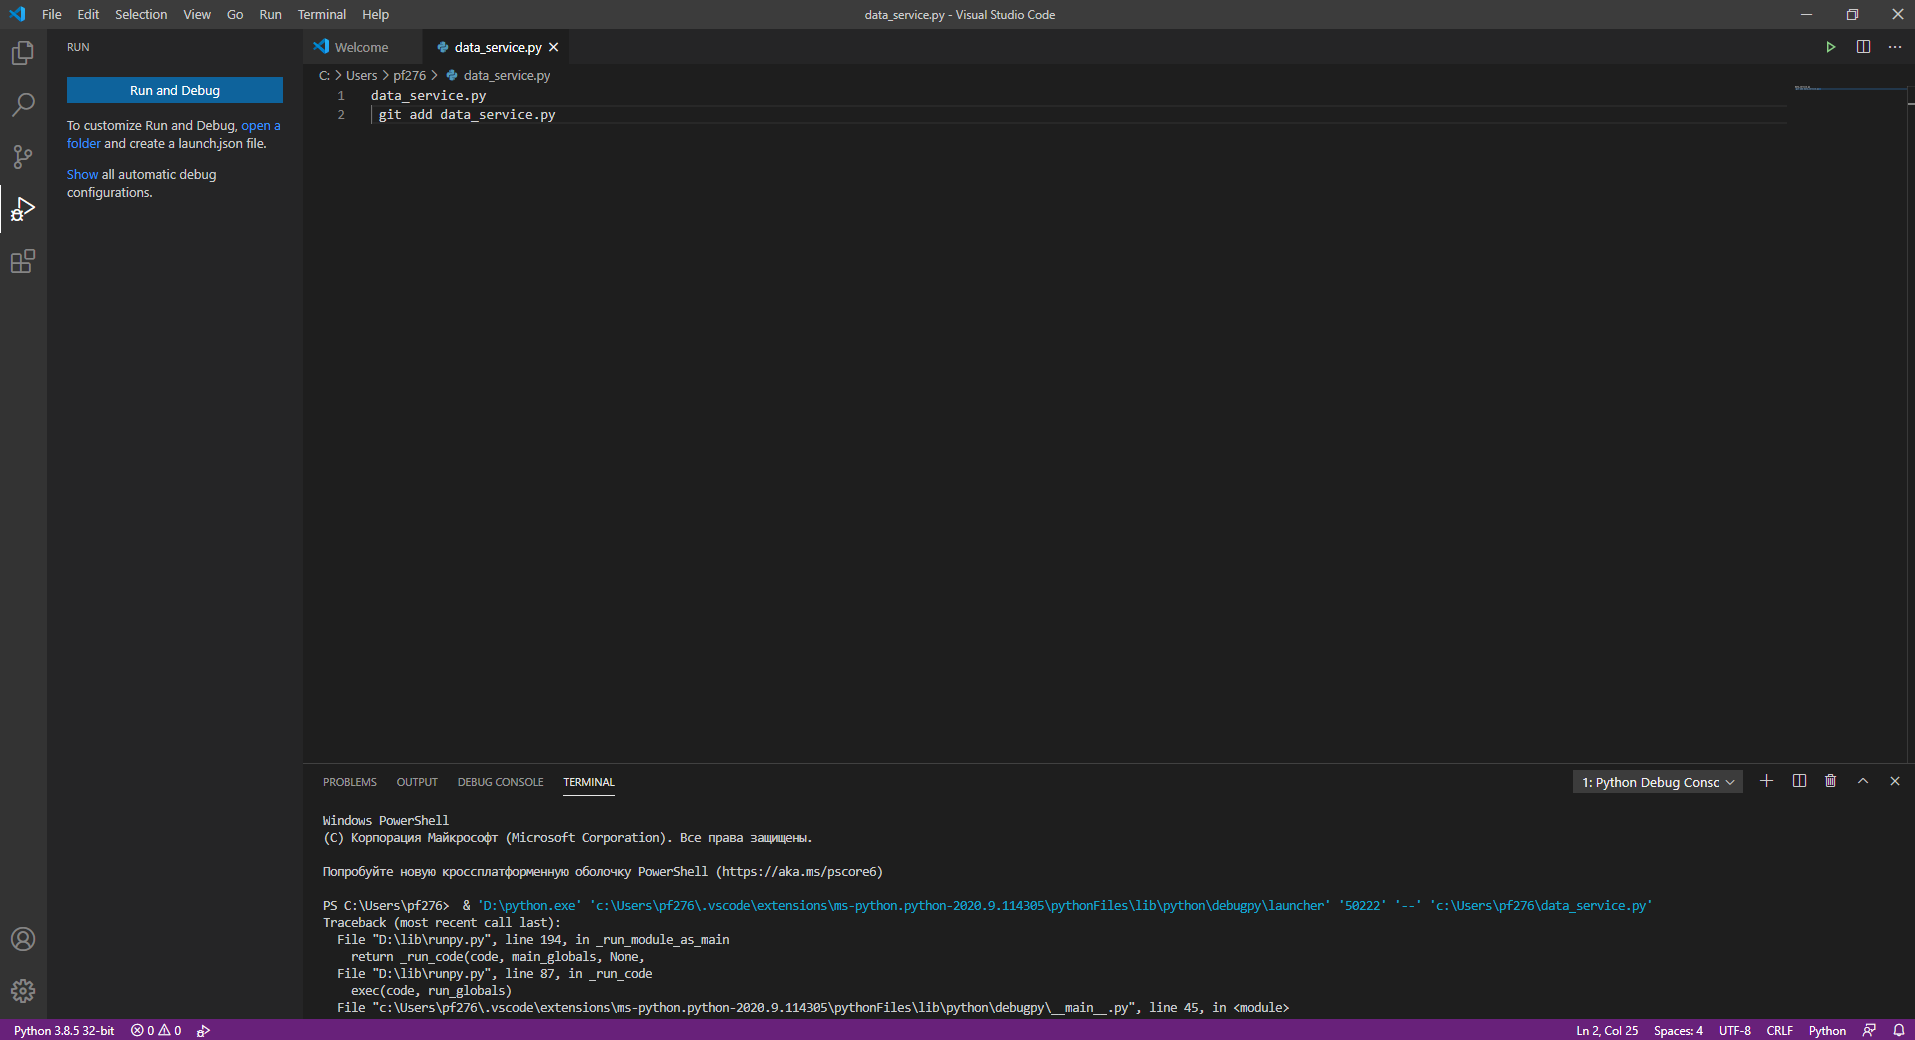 File Edit Selection View Go Run Terminal Help
data_service.py - Visual Studio Code
RUN
Run and Debug
To customize Run and Debug, open a
folder and create a launch.json file.
Show all automatic debug
configurations.
Welcome
data_service.py
C: > Users > pf276 > data_service.py
1 data_service.py
2 git add data_service.py
PROBLEMS OUTPUT DEBUG CONSOLE TERMINAL
1: Python Debug Consc
Windows PowerShell
(C) Корпорация Майкрософт (Microsoft Corporation). Все права защищены.
Попробуйте новую кроссплатформенную оболочку PowerShell (https://aka.ms/pscore6)
PS C:\Users\pf276> & 'D:\python.exe' 'c:\Users\pf276\.vscode\extensions\ms-python.python-2020.9.114305\pythonFiles\lib\python\debugpy\launcher' '50222' '--' 'c:\Users\pf276\data_service.py'
Traceback (most recent call last):
File "D:\lib\runpy.py", line 194, in _run_module_as_main
return _run_code(code, main_globals, None,
File "D:\lib\runpy.py", line 87, in _run_code
exec(code, run_globals)
File "c:\Users\pf276\.vscode\extensions\ms-python.python-2020.9.114305\pythonFiles\lib\python\debugpy\__main__.py", line 45, in <module>
Python 3.8.5 32-bit 0 0
Ln 2, Col 25 Spaces: 4 UTF-8 CRLF Python